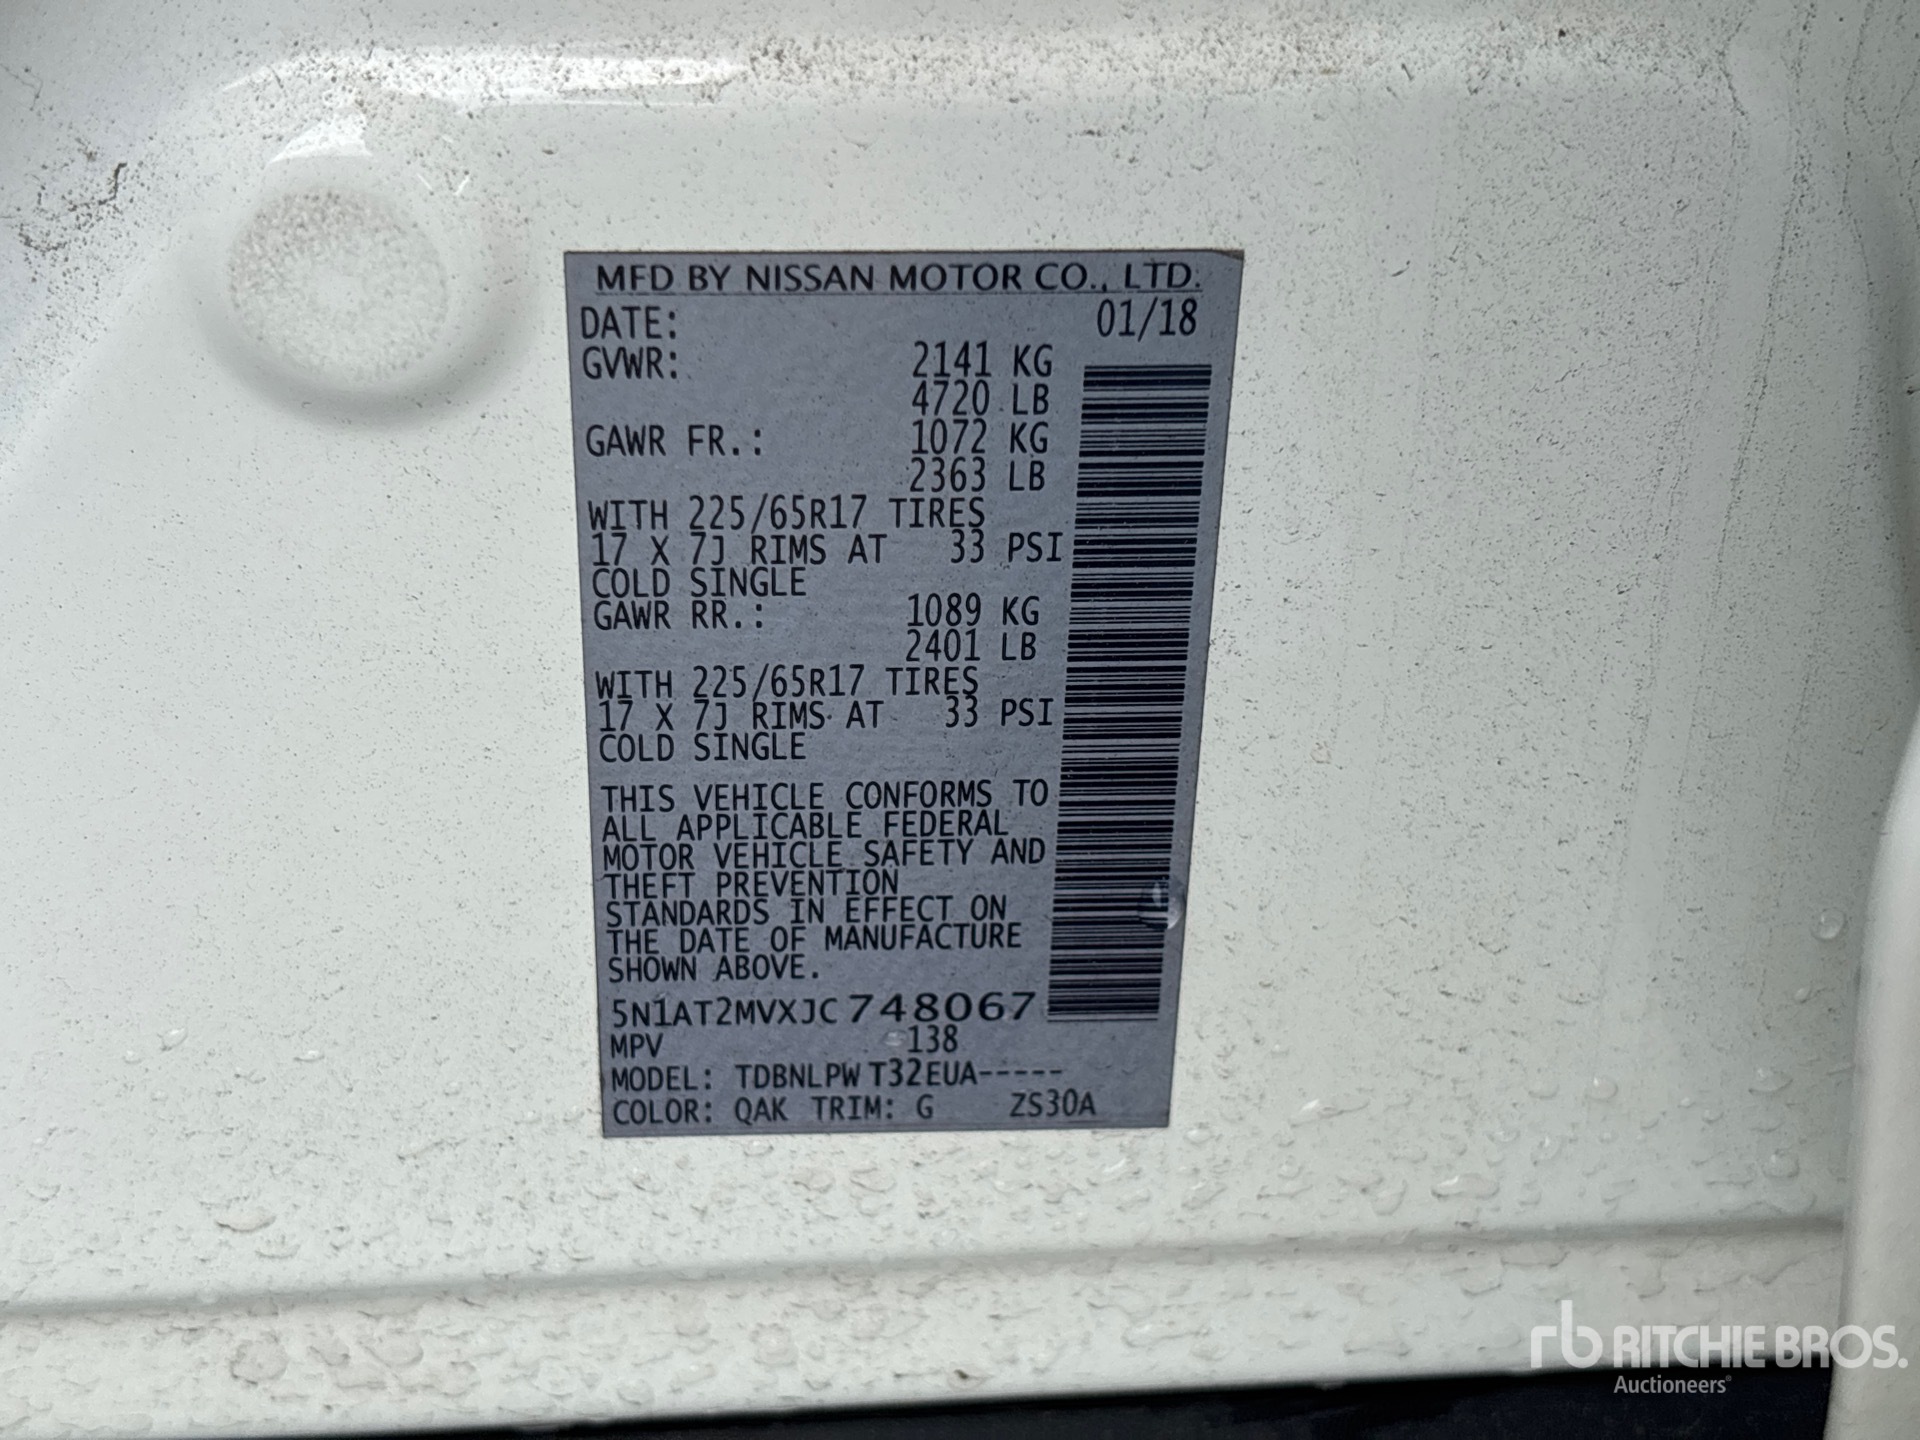 MFD BY NISSAN MOTOR CO., LTD.
DATE: 01/18
GVWR: 2141 KG
4720 LB
GAWR FR.: 1072 KG
2363 LB
WITH 225/65R17 TIRES
17 X 7J RIMS AT 33 PSI
COLD SINGLE
GAWR RR.: 1089 KG
2401 LB
WITH 225/65R17 TIRES
17 X 7J RIMS AT 33 PSI
COLD SINGLE
THIS VEHICLE CONFORMS TO
ALL APPLICABLE FEDERAL
MOTOR VEHICLE SAFETY AND
THEFT PREVENTION
STANDARDS IN EFFECT ON
THE DATE OF MANUFACTURE
SHOWN ABOVE.
5N1AT2MVXJC748067
MPV 138
MODEL: TDBNLPW T32EUA-----
COLOR: QAK TRIM: G ZS30A
rb RITCHIE BROS.
Auctioneers